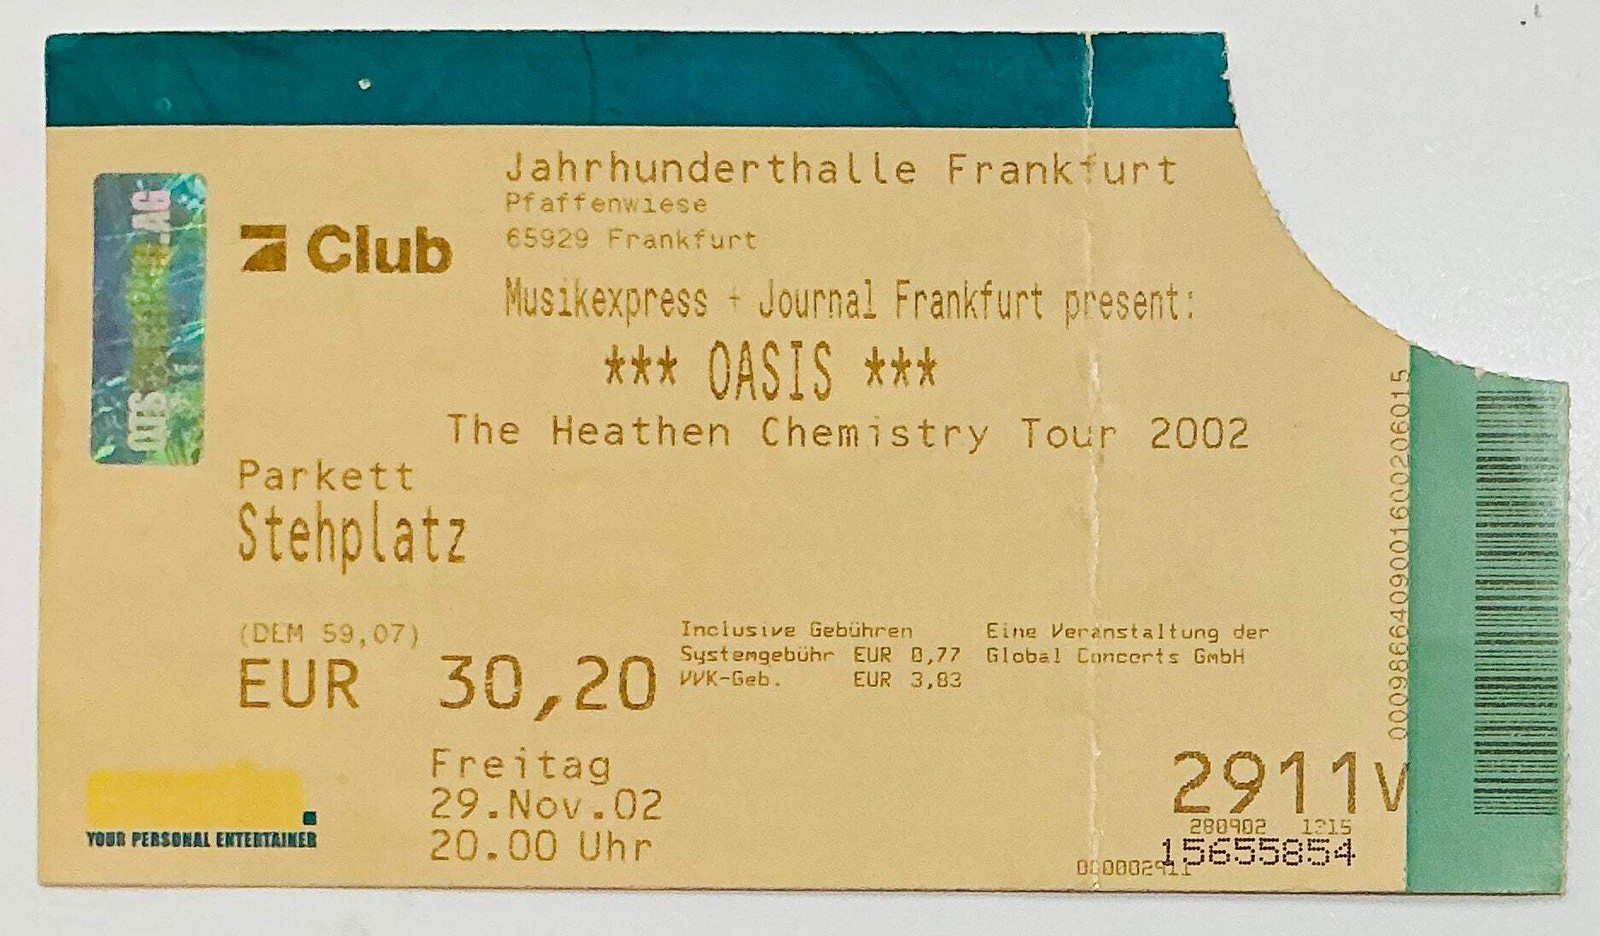 Jahrhunderthalle Frankfurt
Pfaffenwiese
65929 Frankfurt
Club
Musikexpress + Journal Frankfurt present:
*** OASIS ***
The Heathen Chemistry Tour 2002
Parkett
Stehplatz
(DEM 59,07)
EUR 30,20
Inclusive Gebühren
Systemgebühr EUR 0,77
VVK-Geb. EUR 3,83
Eine Veranstaltung der
Global Concerts GmbH
Freitag
29.Nov.02
20.00 Uhr
YOUR PERSONAL ENTERTAINER
2911V
280902 1315
15655854
0000002911
.AG